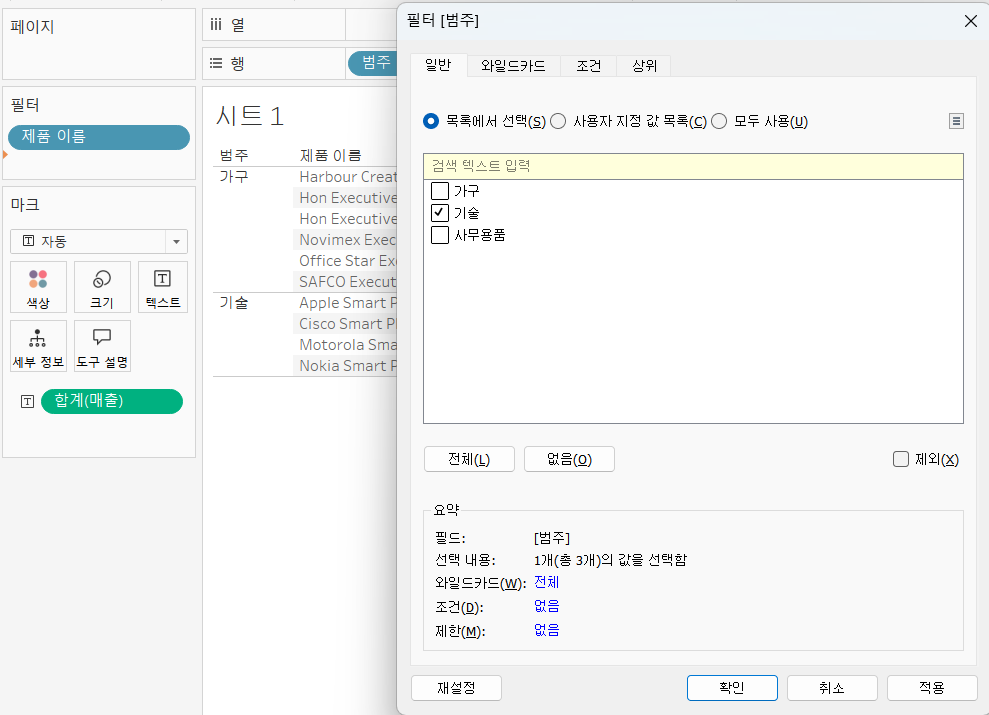 페이지
필터
제품 이름
마크
자동
색상
크기
텍스트
세부 정보
도구 설명
합계(매출)
열
행
범주
시트 1
범주 제품 이름
가구 Harbour Creat
Hon Executive
Hon Executive
Novimex Exec
Office Star Ex
SAFCO Execut
기술 Apple Smart P
Cisco Smart P
Motorola Sma
Nokia Smart P
필터 [범주]
일반 와일드카드 조건 상위
목록에서 선택(S) 사용자 지정 값 목록(C) 모두 사용(U)
검색 텍스트 입력
가구
기술
사무용품
전체(L) 없음(O) 제외(X)
요약
필드: [범주]
선택 내용: 1개(총 3개)의 값을 선택함
와일드카드(W): 전체
조건(D): 없음
제한(M): 없음
재설정 확인 취소 적용